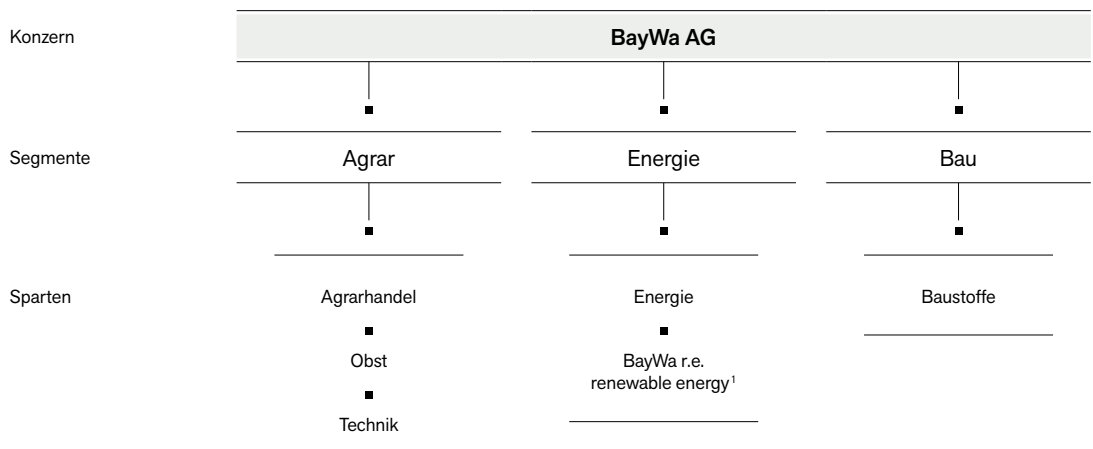 Konzern
BayWa AG
Segmente
Agrar
Energie
Bau
Sparten
Agrarhandel
Energie
Baustoffe
Obst
BayWa r.e.
renewable energy¹
Technik